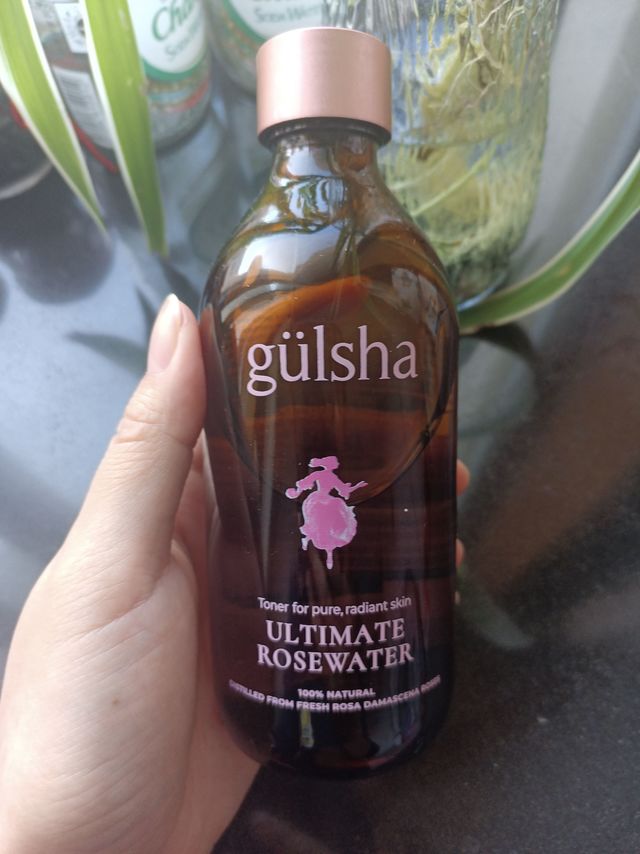 gülsha
Toner for pure, radiant skin
ULTIMATE
ROSEWATER
100% NATURAL
DISTILLED FROM FRESH ROSA DAMASCENA ROSES